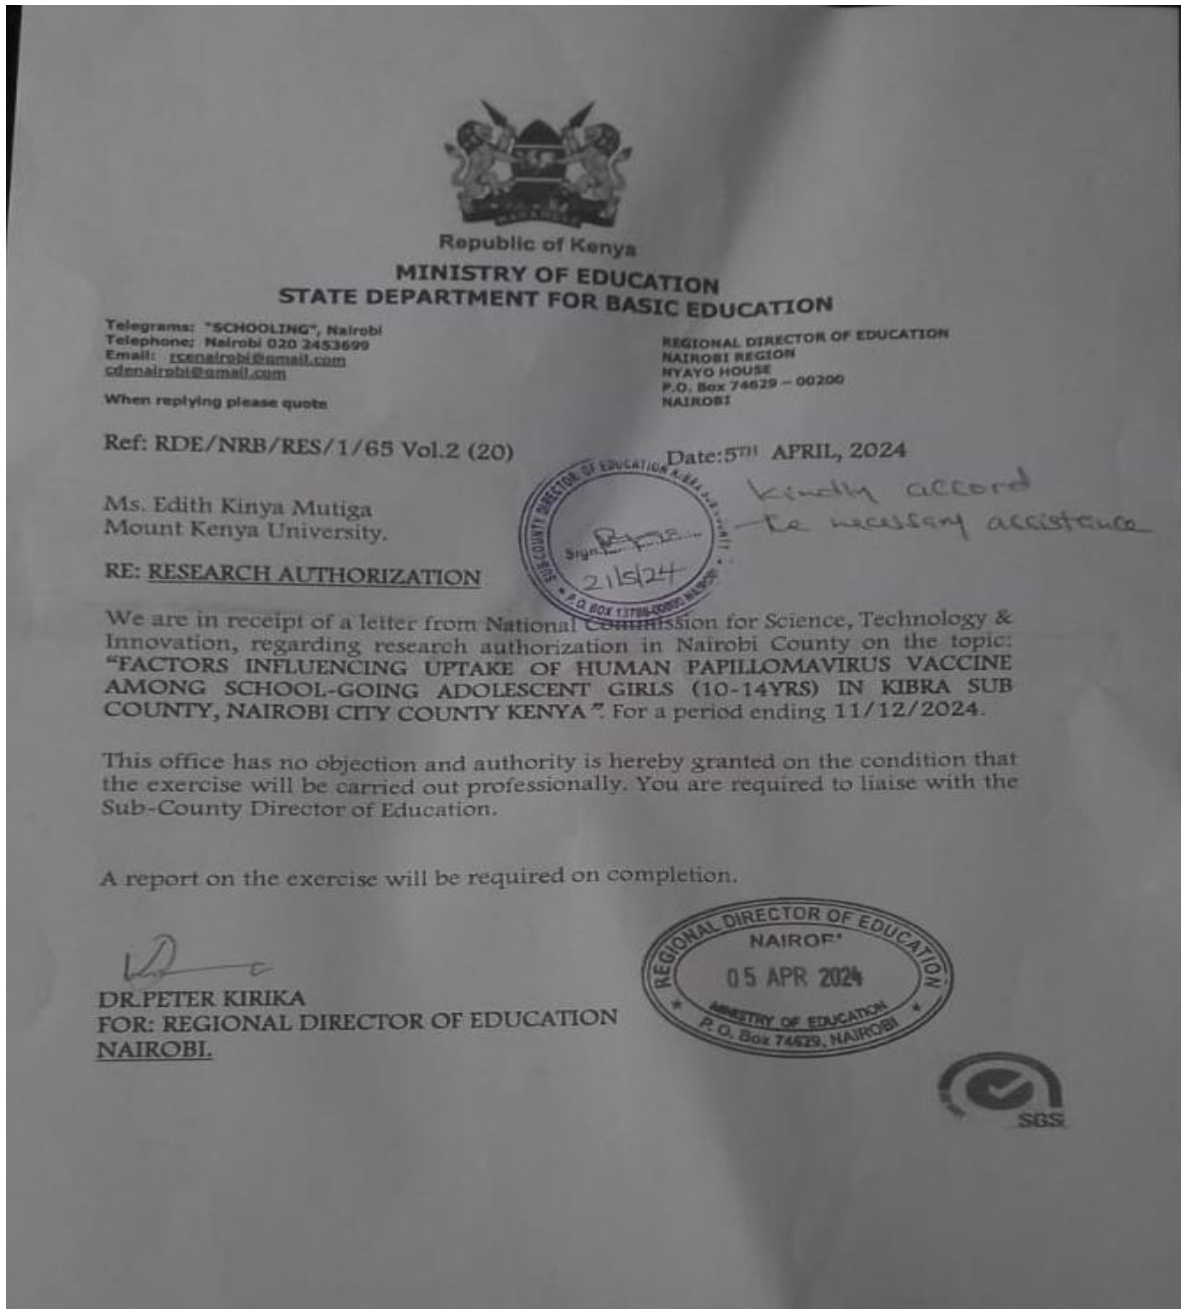 Republic of Kenya
MINISTRY OF EDUCATION
STATE DEPARTMENT FOR BASIC EDUCATION
Telegrams: "SCHOOLING", Nairobi
Telephone; Nairobi 020 2453699
Email: rcenairobi@gmail.com
cdenairobi@gmail.com
When replying please quote
REGIONAL DIRECTOR OF EDUCATION
NAIROBI REGION
NYAYO HOUSE
P.O. Box 74629 – 00200
NAIROBI
Ref: RDE/NRB/RES/1/65 Vol.2 (20)
Date:5TH APRIL, 2024
kindly accord
necessary assistance
Ms. Edith Kinya Mutiga
Mount Kenya University.
SUB COUNTY DIRECTOR OF EDUCATION KIBRA SUB COUNTY
Sign
21/5/24
P.O. BOX NAIROBI
RE: RESEARCH AUTHORIZATION
We are in receipt of a letter from National Commission for Science, Technology &
Innovation, regarding research authorization in Nairobi County on the topic:
"FACTORS INFLUENCING UPTAKE OF HUMAN PAPILLOMAVIRUS VACCINE
AMONG SCHOOL-GOING ADOLESCENT GIRLS (10-14YRS) IN KIBRA SUB
COUNTY, NAIROBI CITY COUNTY KENYA". For a period ending 11/12/2024.
This office has no objection and authority is hereby granted on the condition that
the exercise will be carried out professionally. You are required to liaise with the
Sub-County Director of Education.
A report on the exercise will be required on completion.
DR.PETER KIRIKA
FOR: REGIONAL DIRECTOR OF EDUCATION
NAIROBI.
REGIONAL DIRECTOR OF EDUCATION
05 APR 2024
MINISTRY OF EDUCATION
P. O. Box 74629, NAIROBI
SGS